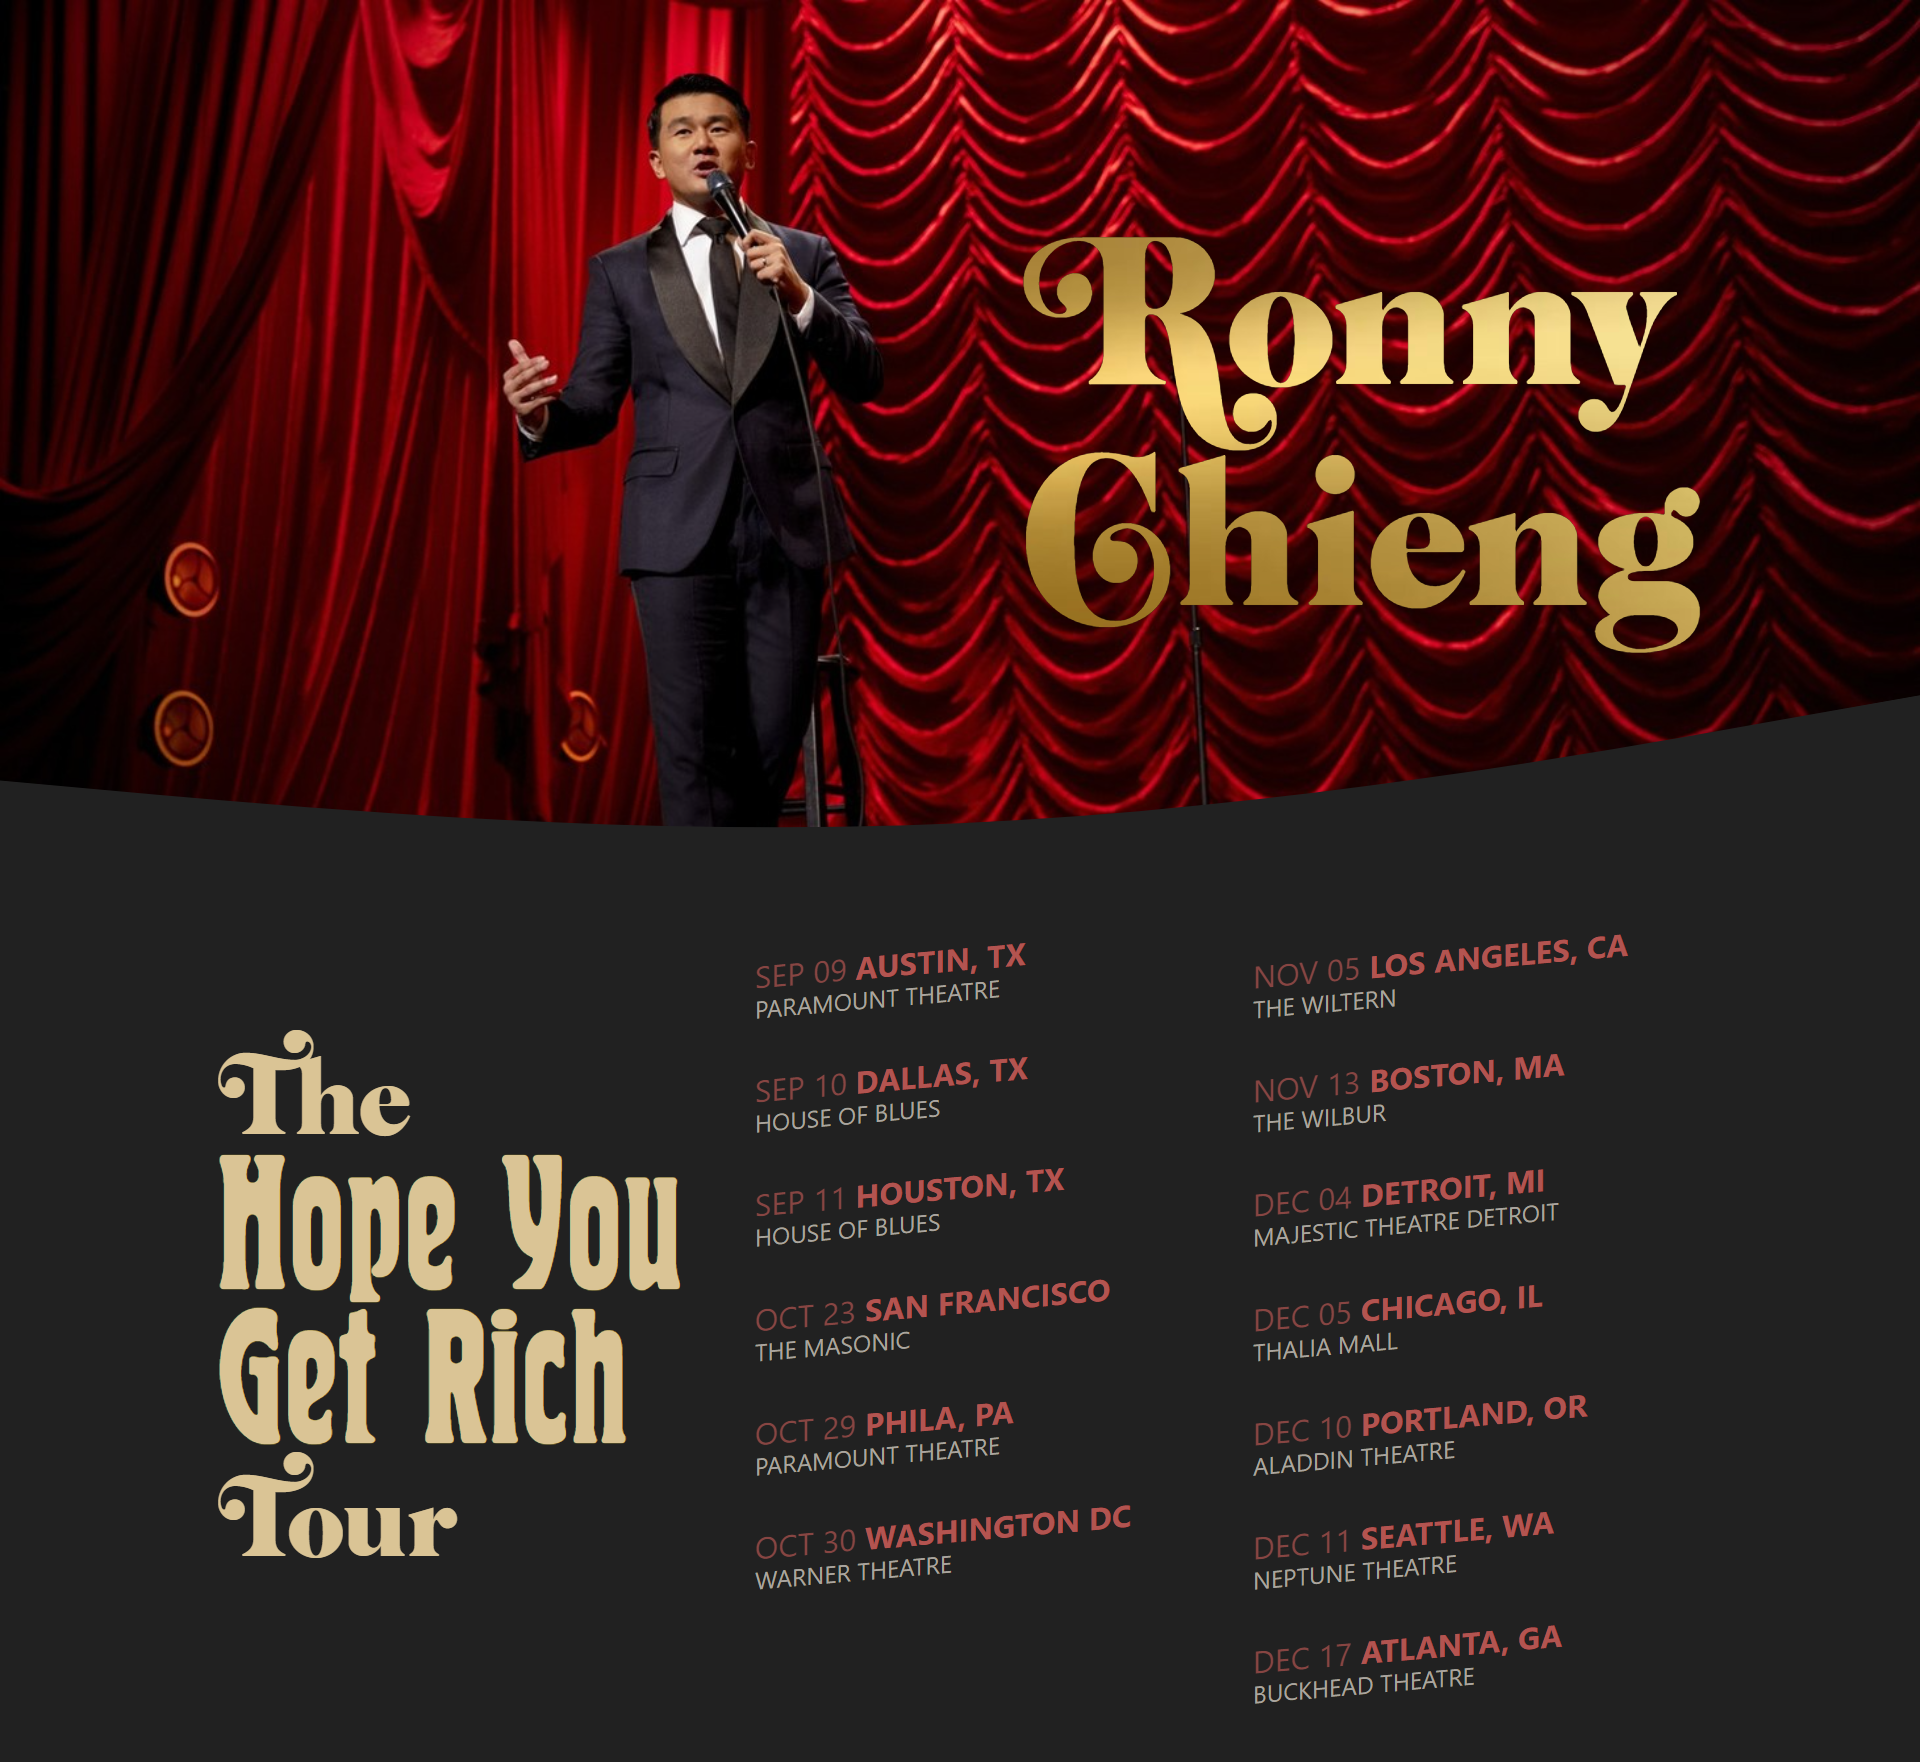 Ronny
Chieng
The
Hope You
Get Rich
Tour
SEP 09 AUSTIN, TX
PARAMOUNT THEATRE
SEP 10 DALLAS, TX
HOUSE OF BLUES
SEP 11 HOUSTON, TX
HOUSE OF BLUES
OCT 23 SAN FRANCISCO
THE MASONIC
OCT 29 PHILA, PA
PARAMOUNT THEATRE
OCT 30 WASHINGTON DC
WARNER THEATRE
NOV 05 LOS ANGELES, CA
THE WILTERN
NOV 13 BOSTON, MA
THE WILBUR
DEC 04 DETROIT, MI
MAJESTIC THEATRE DETROIT
DEC 05 CHICAGO, IL
THALIA MALL
DEC 10 PORTLAND, OR
ALADDIN THEATRE
DEC 11 SEATTLE, WA
NEPTUNE THEATRE
DEC 17 ATLANTA, GA
BUCKHEAD THEATRE